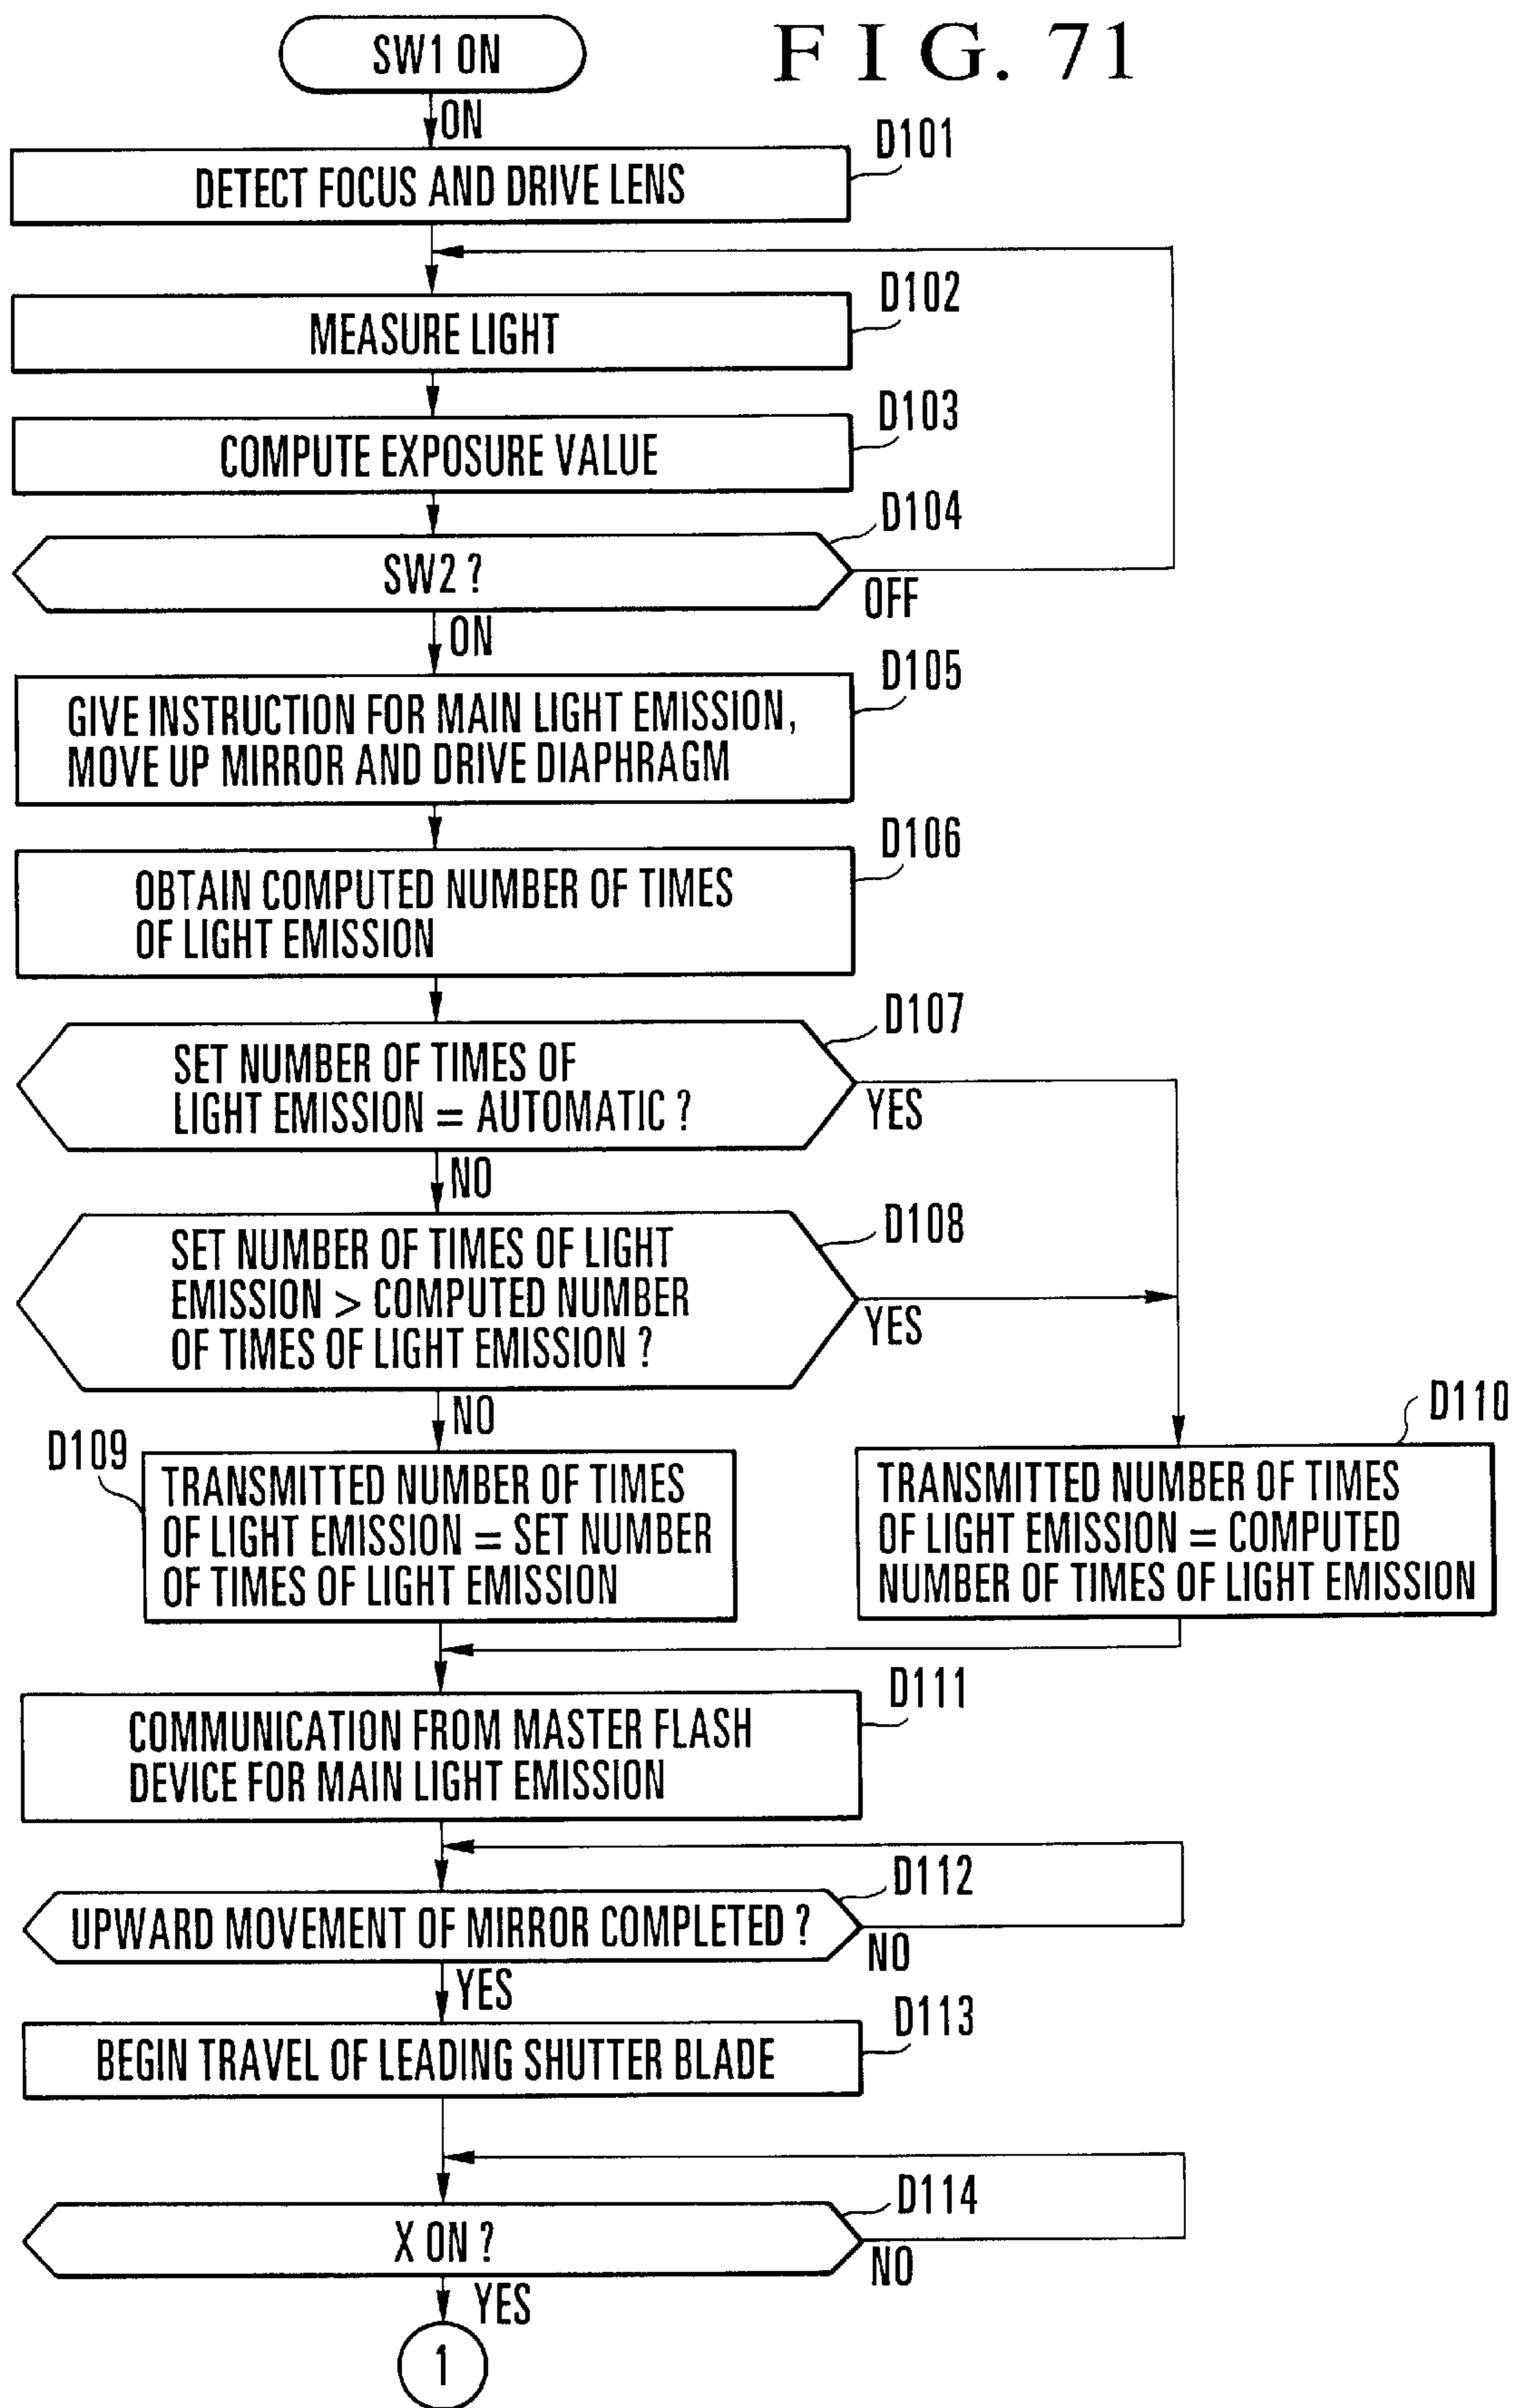 SW1 ON
F I G. 71
ON
D101
DETECT FOCUS AND DRIVE LENS
D102
MEASURE LIGHT
D103
COMPUTE EXPOSURE VALUE
D104
SW2 ?
OFF
ON
D105
GIVE INSTRUCTION FOR MAIN LIGHT EMISSION,
MOVE UP MIRROR AND DRIVE DIAPHRAGM
D106
OBTAIN COMPUTED NUMBER OF TIMES
OF LIGHT EMISSION
D107
SET NUMBER OF TIMES OF
LIGHT EMISSION = AUTOMATIC ?
YES
NO
D108
SET NUMBER OF TIMES OF LIGHT
EMISSION > COMPUTED NUMBER
OF TIMES OF LIGHT EMISSION ?
YES
NO
D109
TRANSMITTED NUMBER OF TIMES
OF LIGHT EMISSION = SET NUMBER
OF TIMES OF LIGHT EMISSION
D110
TRANSMITTED NUMBER OF TIMES
OF LIGHT EMISSION = COMPUTED
NUMBER OF TIMES OF LIGHT EMISSION
D111
COMMUNICATION FROM MASTER FLASH
DEVICE FOR MAIN LIGHT EMISSION
D112
UPWARD MOVEMENT OF MIRROR COMPLETED ?
NO
YES
D113
BEGIN TRAVEL OF LEADING SHUTTER BLADE
D114
X ON ?
NO
YES
1